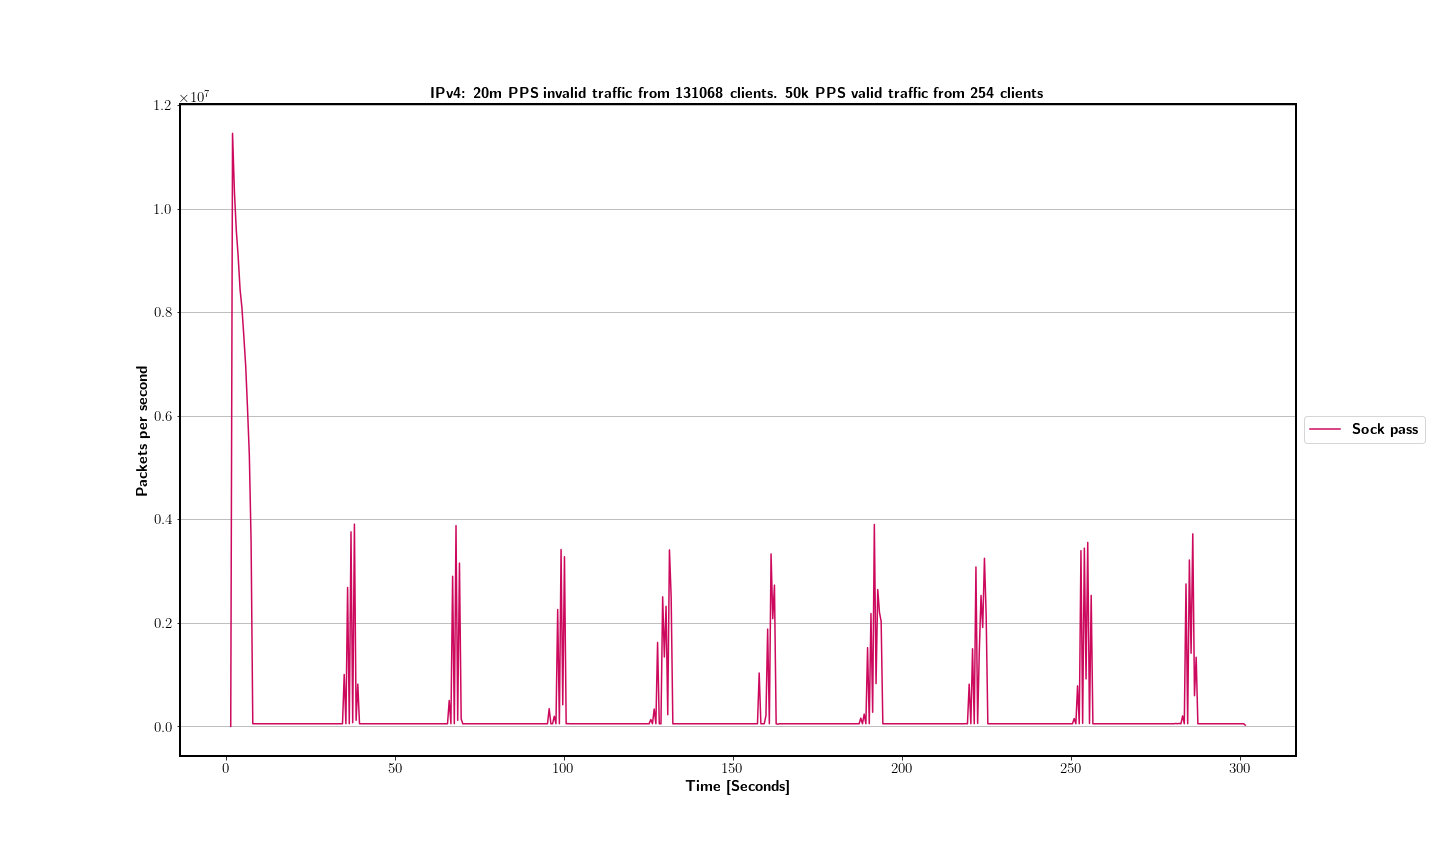 IPv4: 20m PPS invalid traffic from 131068 clients. 50k PPS valid traffic from 254 clients
×10⁷
1.2
1.0
0.8
0.6
0.4
0.2
0.0
Packets per second
0 50 100 150 200 250 300
Time [Seconds]
Sock pass